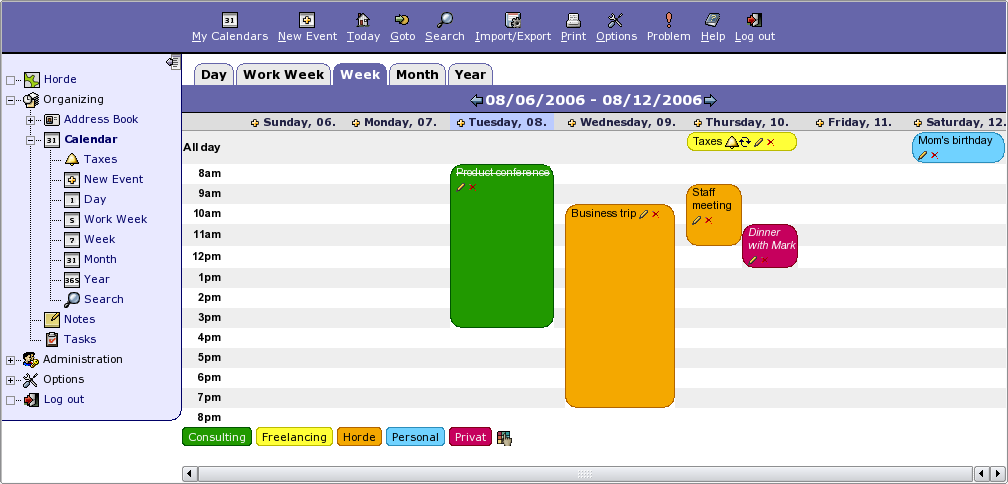 My Calendars New Event Today Goto Search Import/Export Print Options Problem Help Log out
Horde
Organizing
Address Book
Calendar
Taxes
New Event
Day
Work Week
Week
Month
Year
Search
Notes
Tasks
Administration
Options
Log out
Day Work Week Week Month Year
08/06/2006 - 08/12/2006
Sunday, 06. Monday, 07. Tuesday, 08. Wednesday, 09. Thursday, 10. Friday, 11. Saturday, 12.
All day
Taxes
Mom's birthday
8am
Product conference
9am
Staff
meeting
10am
Business trip
11am
Dinner
with Mark
12pm
1pm
2pm
3pm
4pm
5pm
6pm
7pm
8pm
Consulting Freelancing Horde Personal Privat